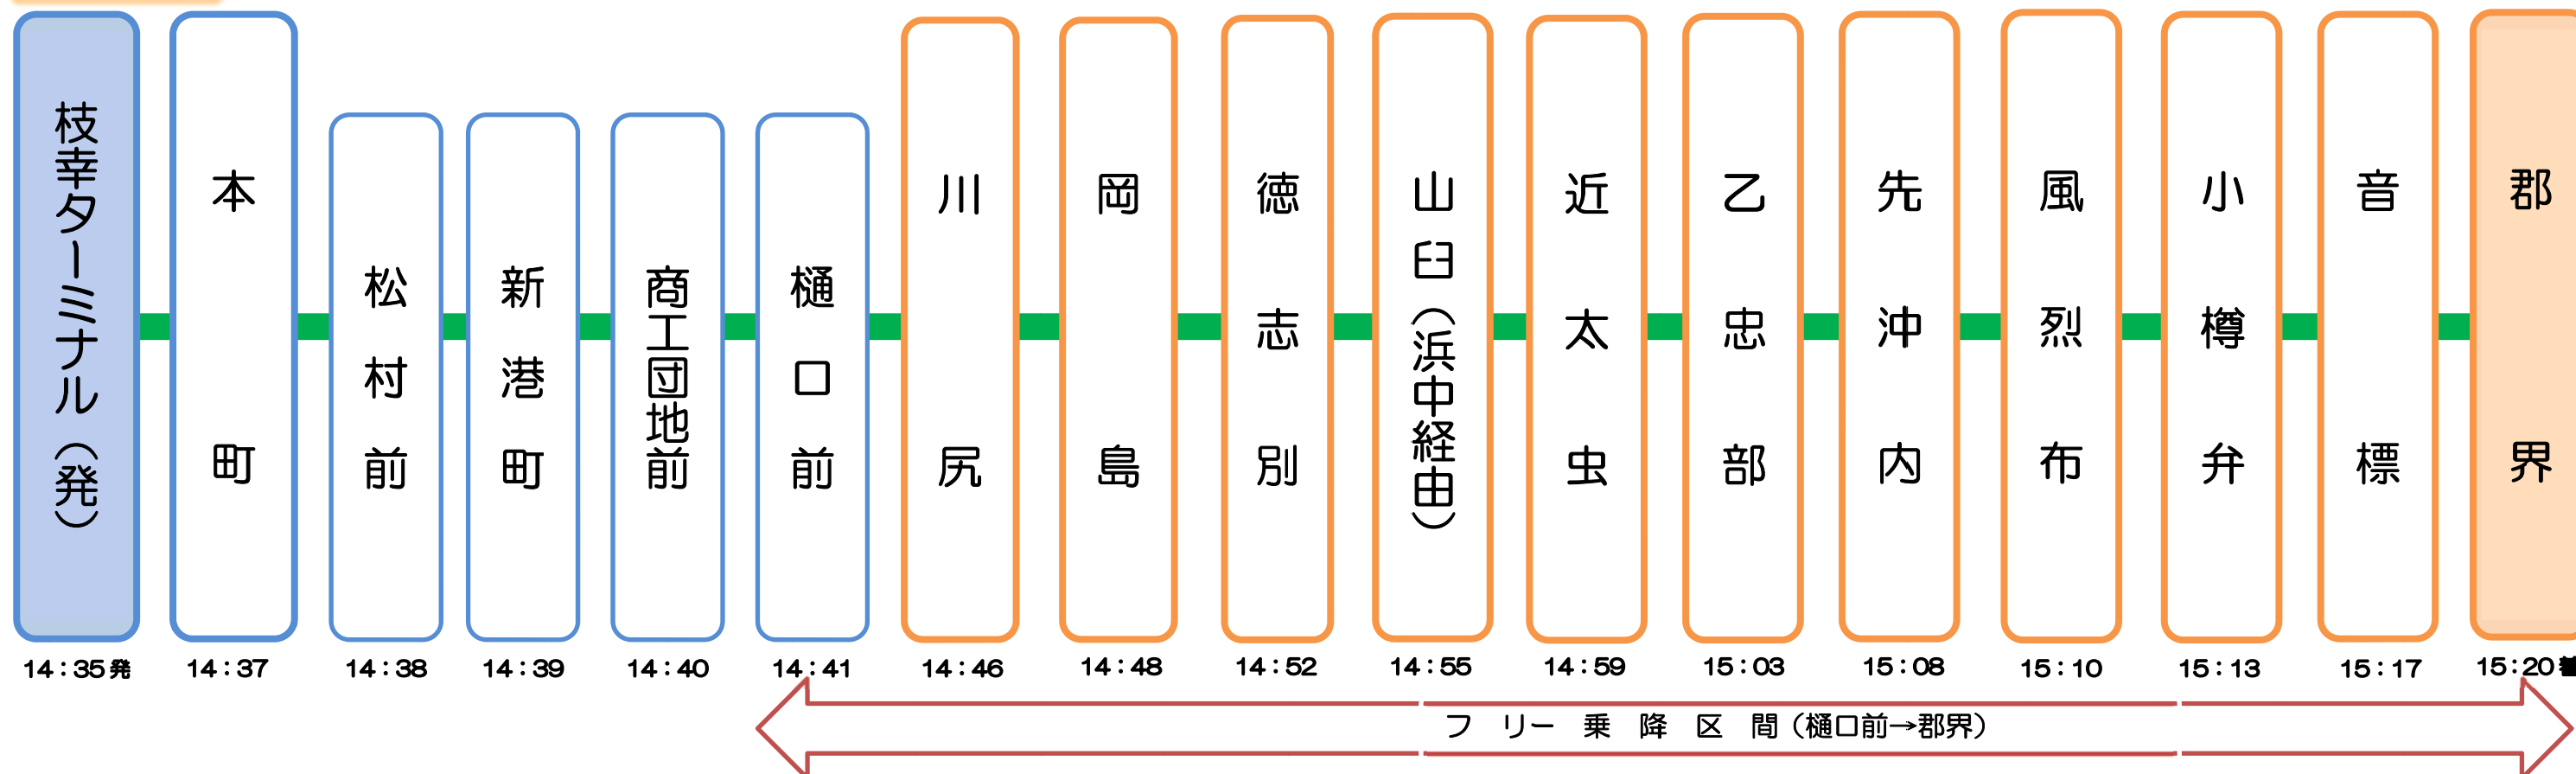 枝幸ターミナル（発）
本町
松村前
新港町
商工団地前
樋口前
川尻
岡島
徳志別
山臼（浜中経由）
近太虫
乙忠部
先沖内
風烈布
小樽弁
音標
郡界
14：35発
14：37
14：38
14：39
14：40
14：41
14：46
14：48
14：52
14：55
14：59
15：03
15：08
15：10
15：13
15：17
15：20
フリー乗降区間（樋口前→郡界）